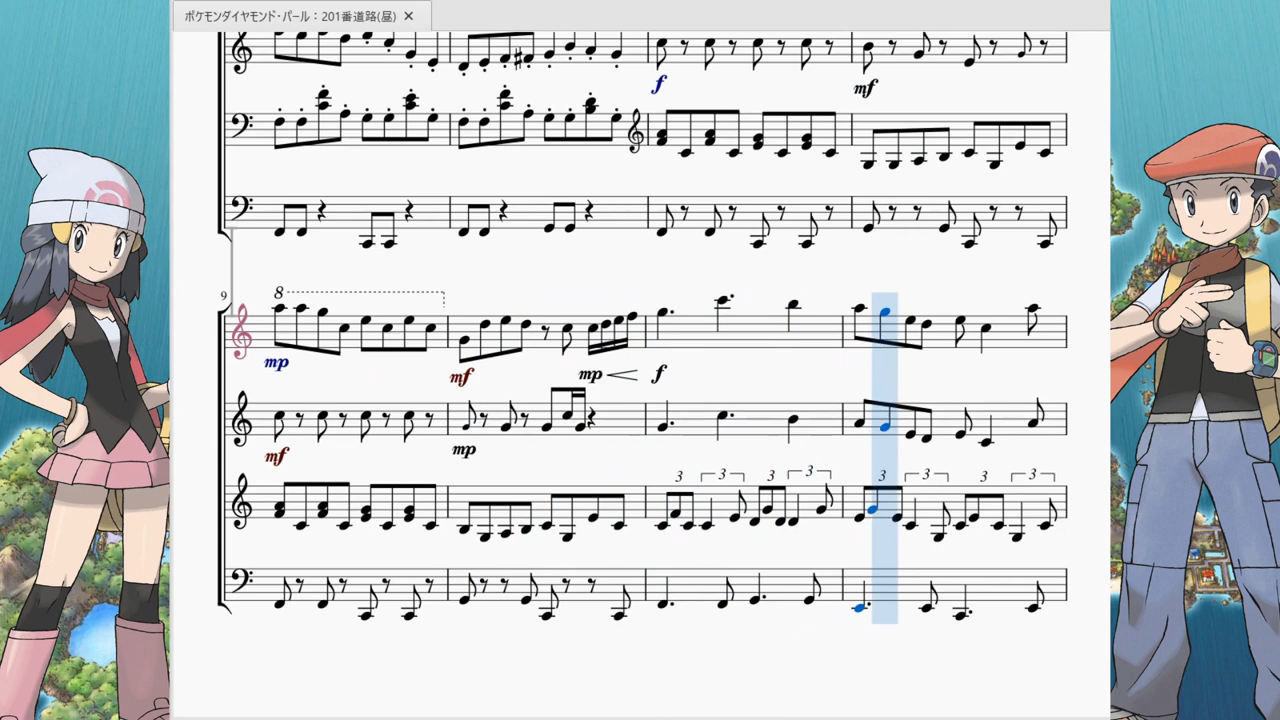 ポケモンダイヤモンド・パール：201番道路(昼) ×
f mf
9
8
mp mf mp f
mf mp
3 3 3 3 3 3 3 3